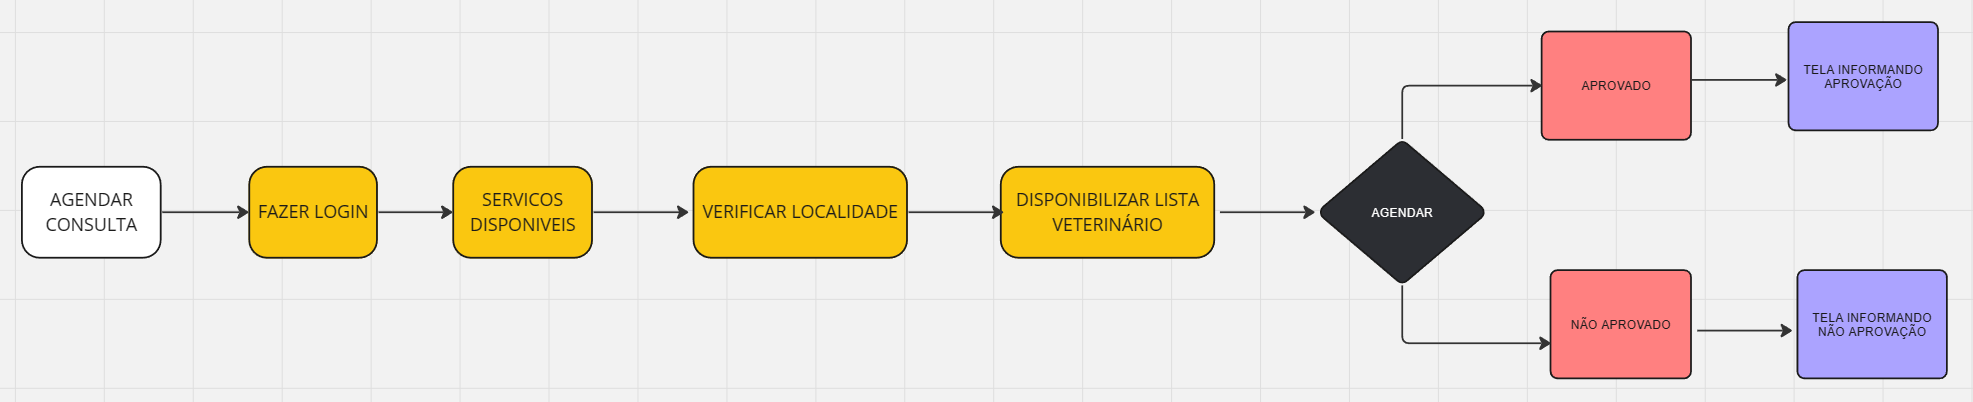 AGENDAR
CONSULTA
FAZER LOGIN
SERVICOS
DISPONIVEIS
VERIFICAR LOCALIDADE
DISPONIBILIZAR LISTA
VETERINÁRIO
AGENDAR
APROVADO
TELA INFORMANDO
APROVAÇÃO
NÃO APROVADO
TELA INFORMANDO
NÃO APROVAÇÃO